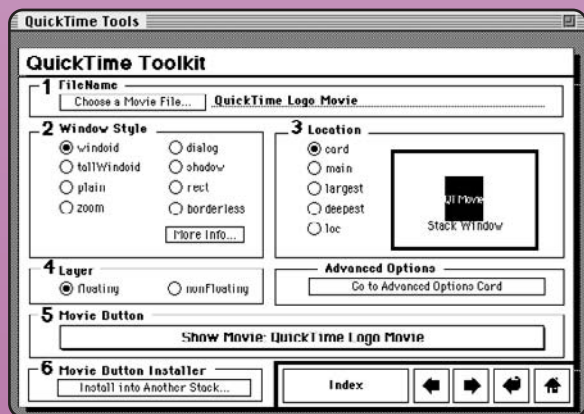 QuickTime Tools
QuickTime Toolkit
1 FileName
Choose a Movie File... QuickTime Logo Movie
2 Window Style
windoid
dialog
tallWindoid
shadow
plain
rect
zoom
borderless
More Info...
3 Location
card
main
largest
deepest
loc
QT Movie
Stack Window
4 Layer
floating
nonFloating
Advanced Options
Go to Advanced Options Card
5 Movie Button
Show Movie: QuickTime Logo Movie
6 Movie Button Installer
Install into Another Stack...
Index